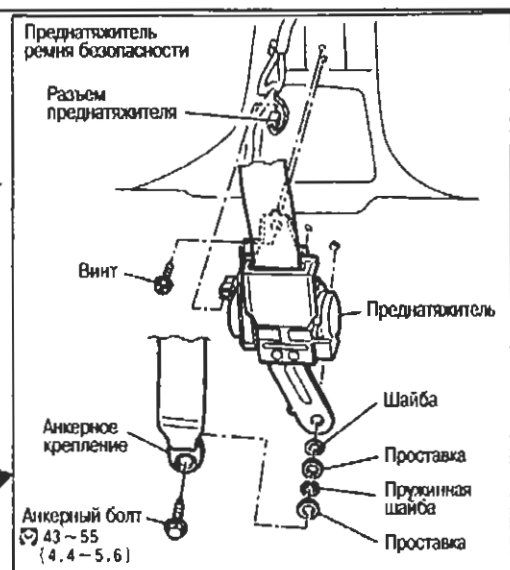 Преднатяжитель
ремня безопасности
Разъем
преднатяжителя
Винт
Преднатяжитель
Шайба
Анкерное
крепление
Проставка
Пружинная
шайба
Анкерный болт
43~55
(4.4~5.6)
Проставка